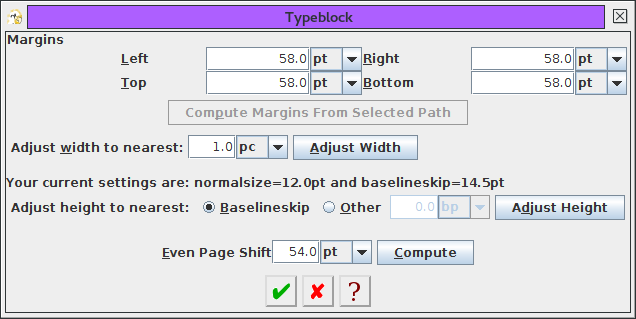 Typeblock
Margins
Left 58.0 pt Right 58.0 pt
Top 58.0 pt Bottom 58.0 pt
Compute Margins From Selected Path
Adjust width to nearest: 1.0 pc Adjust Width
Your current settings are: normalsize=12.0pt and baselineskip=14.5pt
Adjust height to nearest: Baselineskip Other 0.0 bp Adjust Height
Even Page Shift 54.0 pt Compute
?